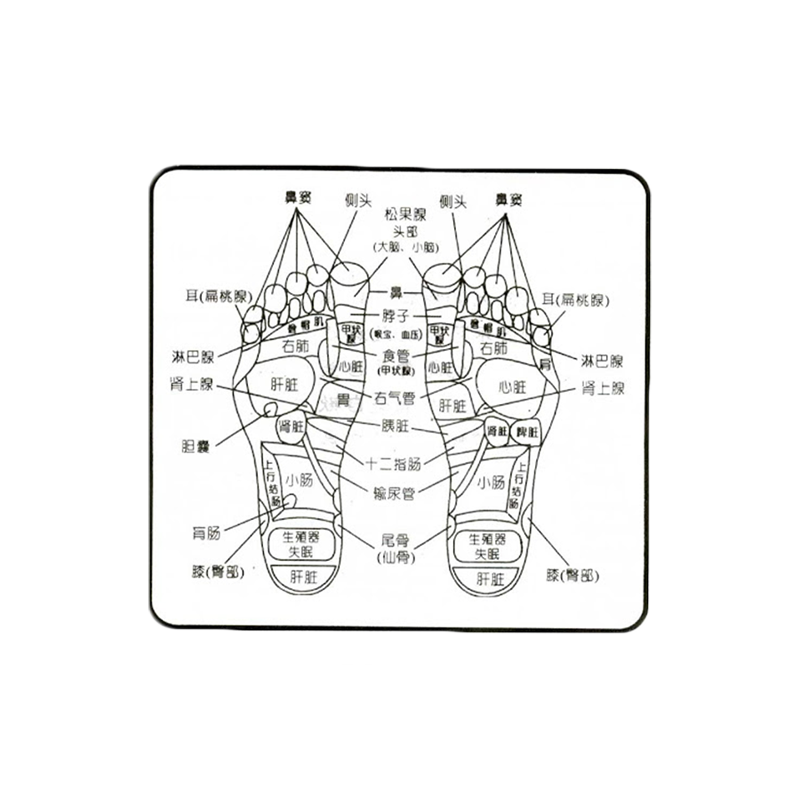 鼻窦 侧头 侧头 鼻窦
松果腺
头部
(大脑、小脑)
耳(扁桃腺) 鼻 耳(扁桃腺)
脖子
甲状腺 (喉宝、血压) 甲状腺
右肺 食管 右肺
(甲状腺)
淋巴腺 心脏 心脏 肩 淋巴腺
肾上腺 肝脏 胃 右气管 肝脏 心脏 肾上腺
胆囊 肾脏 胰脏 肾脏 脾脏
十二指肠
上行结肠 小肠 输尿管 小肠 上行结肠
盲肠
生殖器 尾骨 生殖器
失眠 (仙骨) 失眠
膝(臀部) 肝脏 肝脏 膝(臀部)